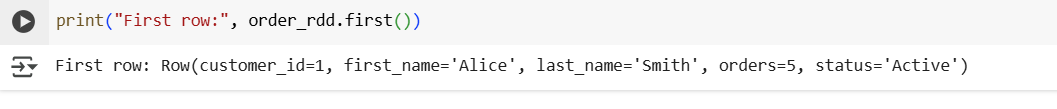 print("First row:", order_rdd.first())
First row: Row(customer_id=1, first_name='Alice', last_name='Smith', orders=5, status='Active')